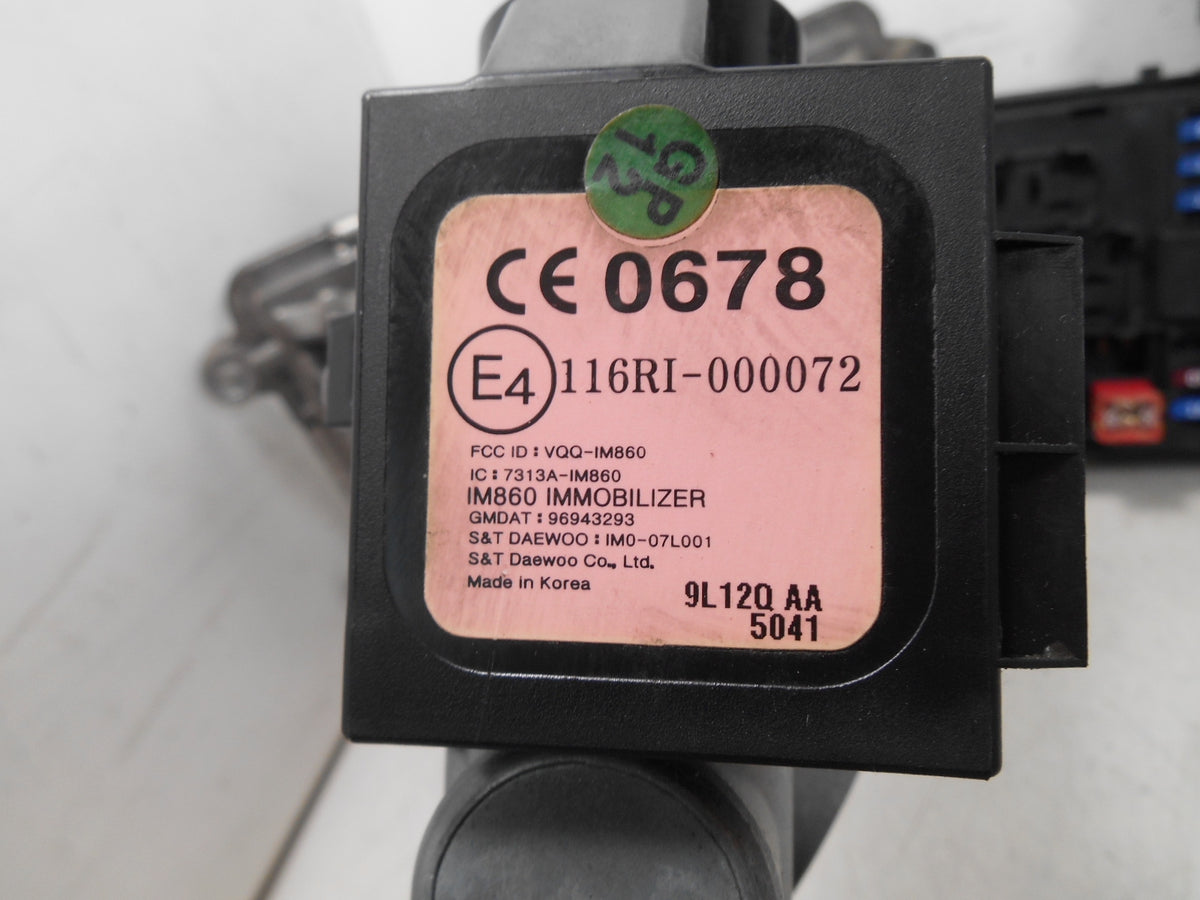 GP
12
CE 0678
E4 116RI-000072
FCC ID : VQQ-IM860
IC : 7313A-IM860
IM860 IMMOBILIZER
GMDAT : 96943293
S&T DAEWOO : IM0-07L001
S&T Daewoo Co., Ltd.
Made in Korea
9L12Q AA
5041